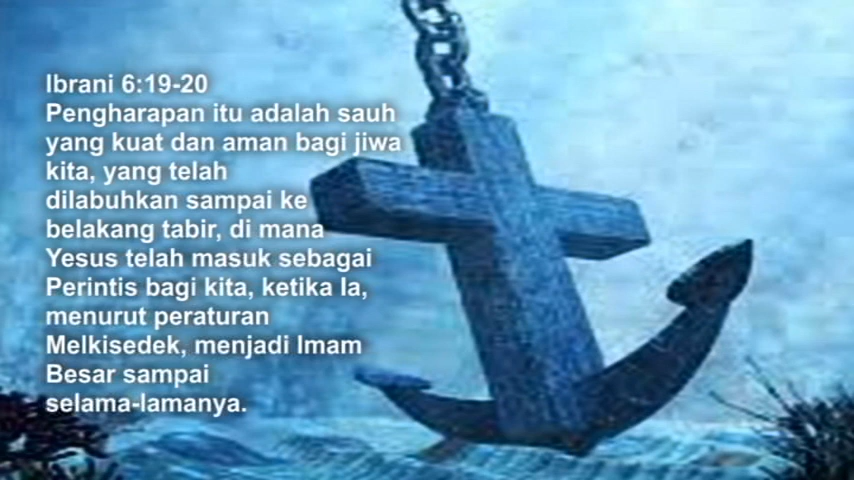 Ibrani 6:19-20
Pengharapan itu adalah sauh
yang kuat dan aman bagi jiwa
kita, yang telah
dilabuhkan sampai ke
belakang tabir, di mana
Yesus telah masuk sebagai
Perintis bagi kita, ketika Ia,
menurut peraturan
Melkisedek, menjadi Imam
Besar sampai
selama-lamanya.